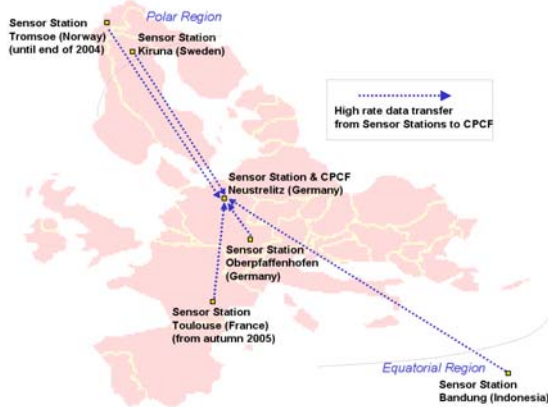 Polar Region
Sensor Station
Tromsoe (Norway)
(until end of 2004)
Sensor Station
Kiruna (Sweden)
High rate data transfer
from Sensor Stations to CPCF
Sensor Station & CPCF
Neustrelitz (Germany)
Sensor Station
Oberpfaffenhofen
(Germany)
Sensor Station
Toulouse (France)
(from autumn 2005)
Equatorial Region
Sensor Station
Bandung (Indonesia)